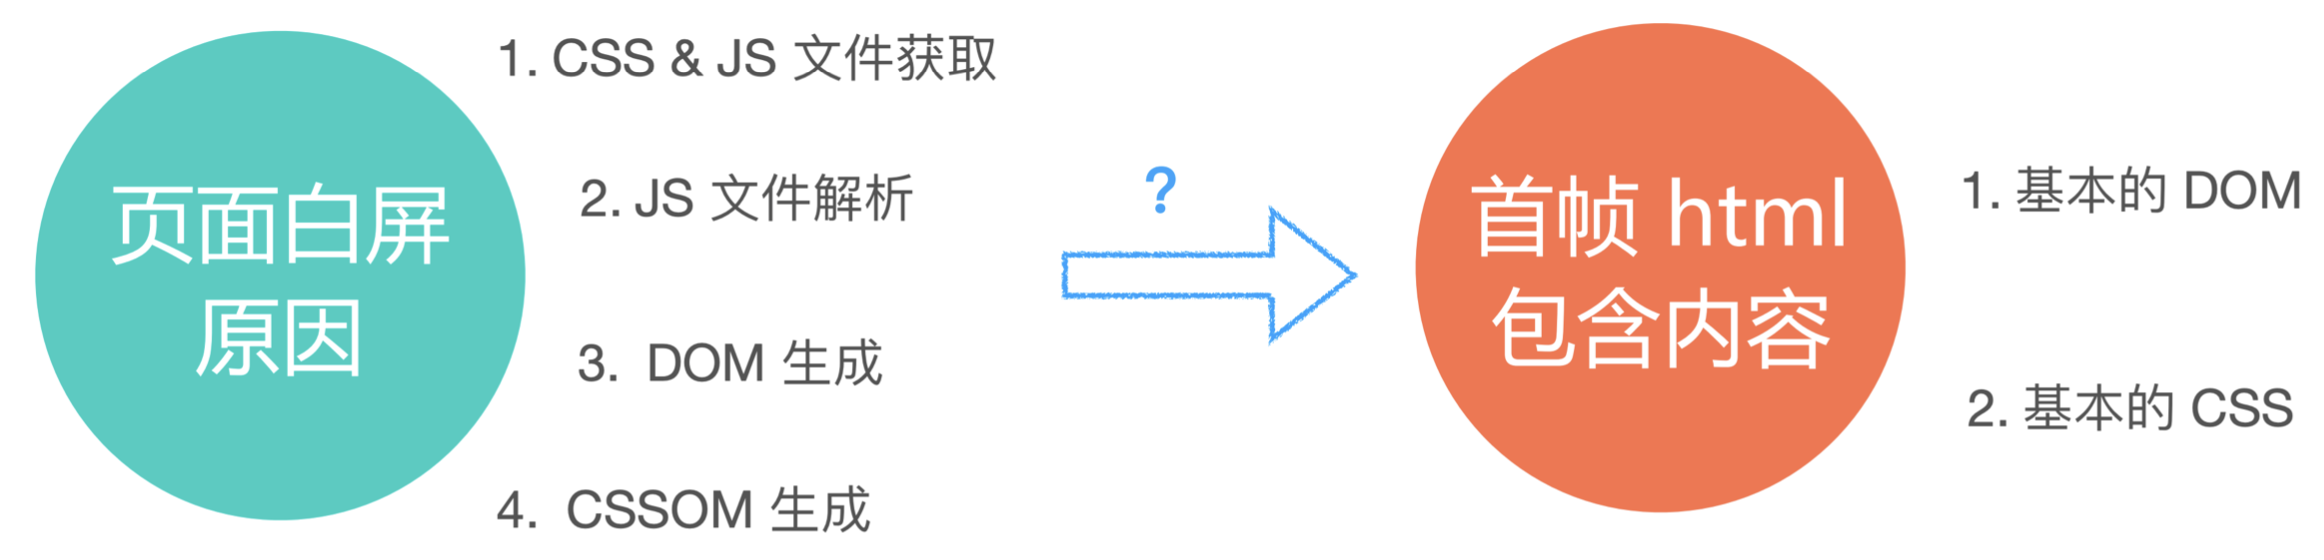 页面白屏
原因
1. CSS & JS 文件获取
2. JS 文件解析
3. DOM 生成
4. CSSOM 生成
?
首帧 html
包含内容
1. 基本的 DOM
2. 基本的 CSS